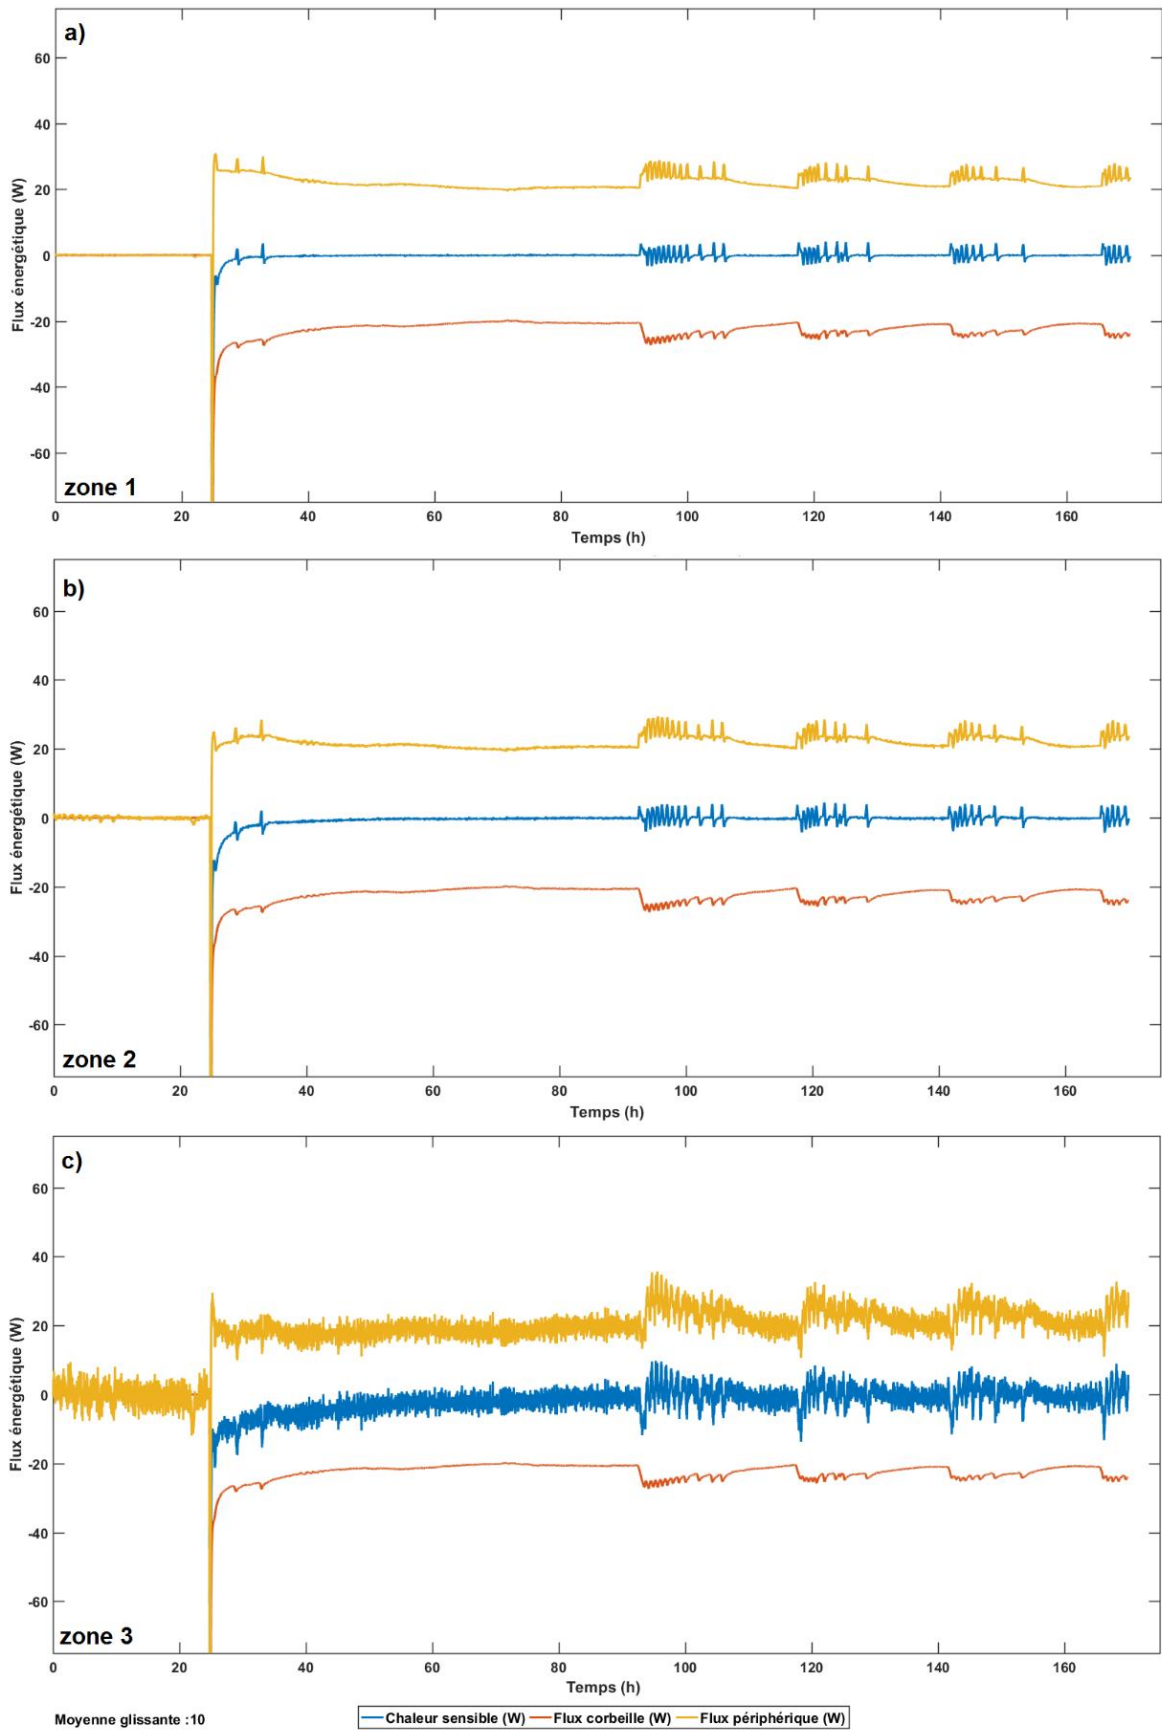 a)
60
40
20
0
-20
-40
-60
Flux énergétique (W)
zone 1
0 20 40 60 80 100 120 140 160
Temps (h)
b)
60
40
20
0
-20
-40
-60
Flux énergétique (W)
zone 2
0 20 40 60 80 100 120 140 160
Temps (h)
c)
60
40
20
0
-20
-40
-60
Flux énergétique (W)
zone 3
0 20 40 60 80 100 120 140 160
Temps (h)
Moyenne glissante :10
Chaleur sensible (W) Flux corbeille (W) Flux périphérique (W)